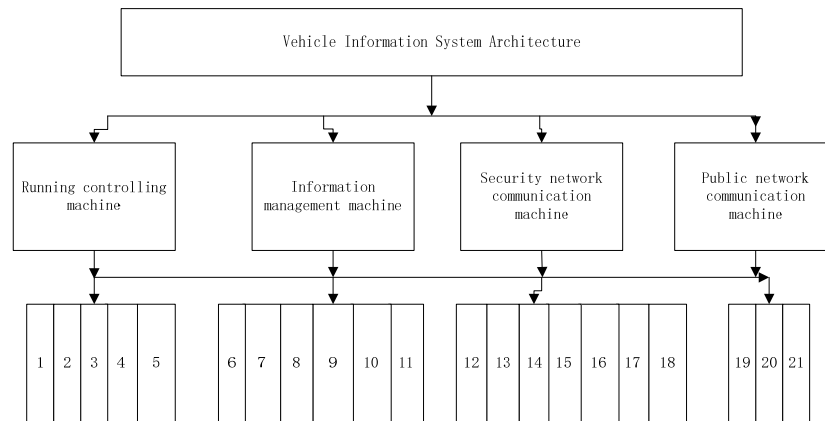 Vehicle Information System Architecture
Running controlling
machine
Information
management machine
Security network
communication
machine
Public network
communication
machine
1 2 3 4 5 6 7 8 9 10 11 12 13 14 15 16 17 18 19 20 21